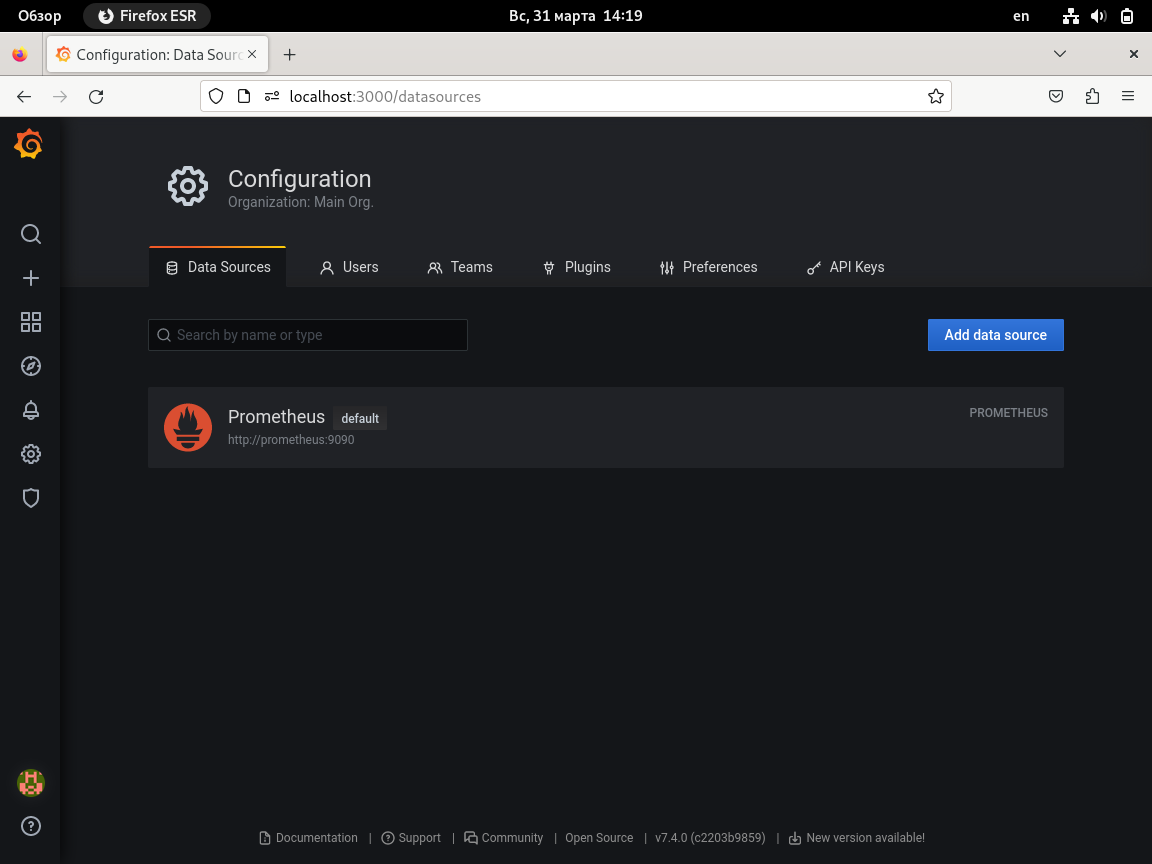 Обзор Firefox ESR Вс, 31 марта 14:19 en
Configuration: Data Sourc
localhost:3000/datasources
Configuration
Organization: Main Org.
Data Sources Users Teams Plugins Preferences API Keys
Search by name or type Add data source
Prometheus default PROMETHEUS
http://prometheus:9090
Documentation | Support | Community | Open Source | v7.4.0 (c2203b9859) | New version available!